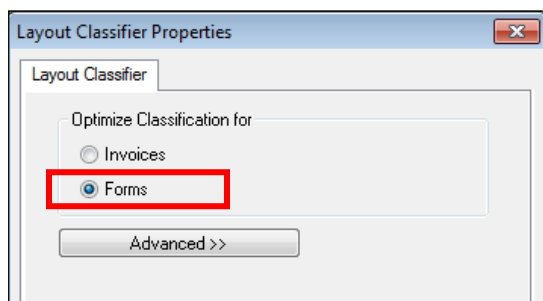 Layout Classifier Properties
Layout Classifier
Optimize Classification for
Invoices
Forms
Advanced >>